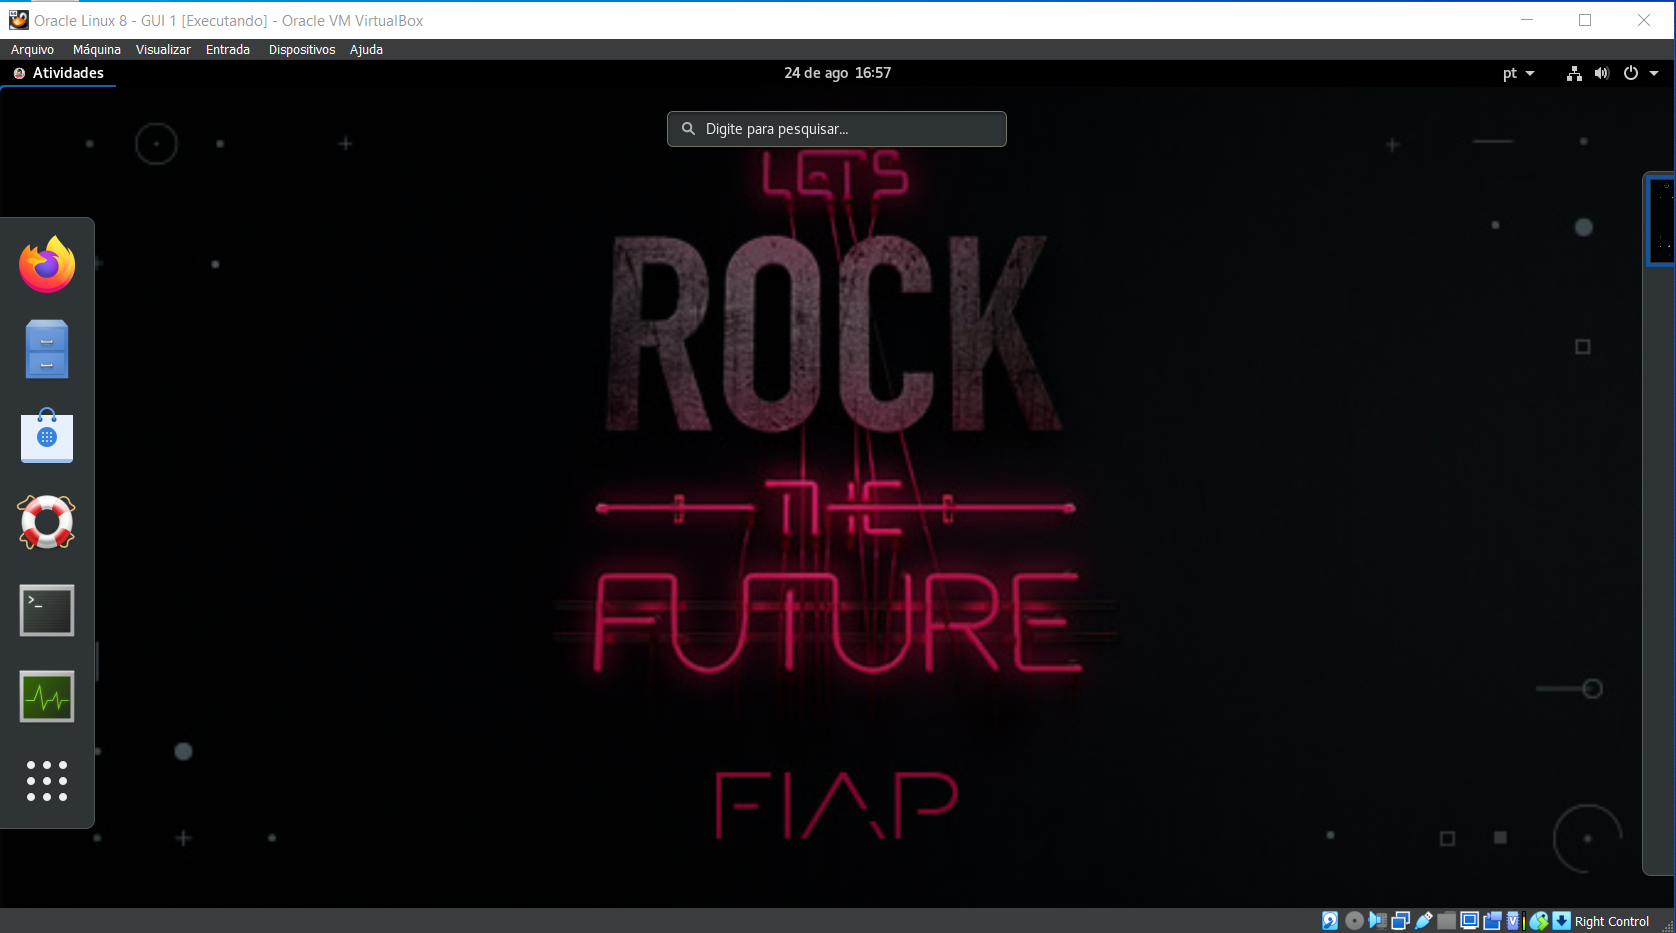 Oracle Linux 8 - GUI 1 [Executando] - Oracle VM VirtualBox
Arquivo Máquina Visualizar Entrada Dispositivos Ajuda
Atividades 24 de ago 16:57 pt
Digite para pesquisar...
LET'S
ROCK
THE
FUTURE
>_
FIAP
V
Right Control